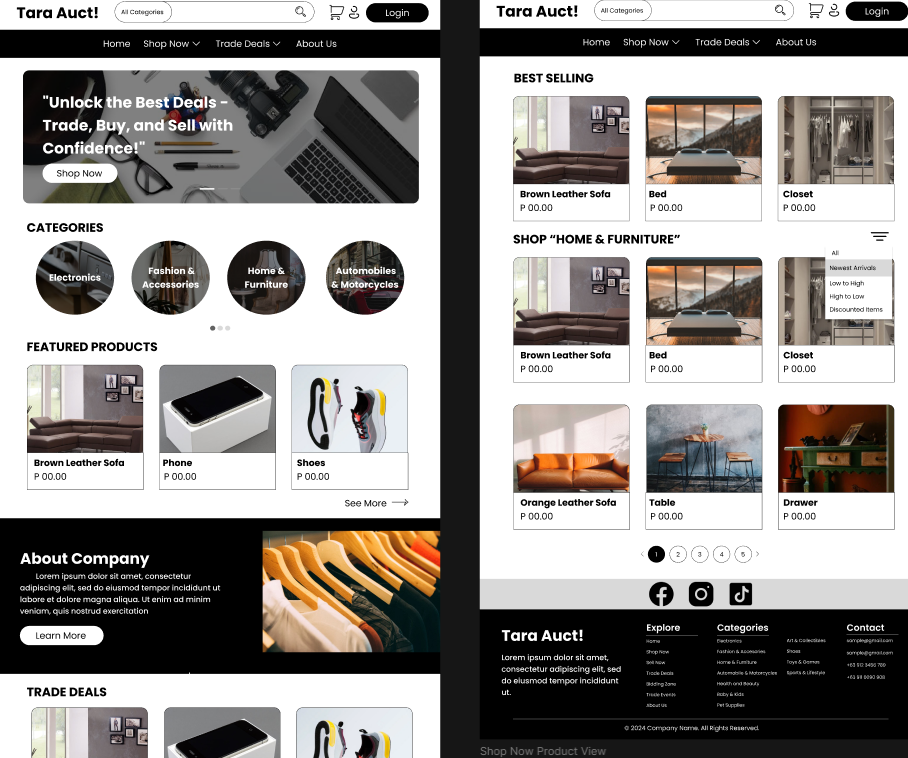 Tara Auct!
All Categories
Login
Home
Shop Now
Trade Deals
About Us
"Unlock the Best Deals -
Trade, Buy, and Sell with
Confidence!"
Shop Now
CATEGORIES
Electronics
Fashion &
Accessories
Home &
Furniture
Automobiles
& Motorcycles
FEATURED PRODUCTS
Brown Leather Sofa
P 00.00
Phone
P 00.00
Shoes
P 00.00
See More
About Company
Lorem ipsum dolor sit amet, consectetur
adipiscing elit, sed do eiusmod tempor incididunt ut
labore et dolore magna aliqua. Ut enim ad minim
veniam, quis nostrud exercitation
Learn More
TRADE DEALS
Tara Auct!
All Categories
Login
Home
Shop Now
Trade Deals
About Us
BEST SELLING
Brown Leather Sofa
P 00.00
Bed
P 00.00
Closet
P 00.00
SHOP “HOME & FURNITURE”
All
Newest Arrivals
Low to High
High to Low
Discounted Items
Brown Leather Sofa
P 00.00
Bed
P 00.00
Closet
P 00.00
Orange Leather Sofa
P 00.00
Table
P 00.00
Drawer
P 00.00
1 2 3 4 5
Tara Auct!
Lorem ipsum dolor sit amet,
consectetur adipiscing elit, sed
do eiusmod tempor incididunt
ut.
Explore
Home
Shop Now
Sell Now
Trade Deals
Bidding Zone
Trade Events
About Us
Categories
Electronics
Fashion & Accesories
Home & Furniture
Automobile & Motorcycles
Health and Beauty
Baby & Kids
Pet Supplies
Art & Collectibles
Shoes
Toys & Games
Sports & Lifestyle
Contact
sample@gmail.com
sample@gmail.com
+63 912 3456 789
+63 911 0090 908
© 2024 Company Name. All Rights Reserved.
Shop Now Product View